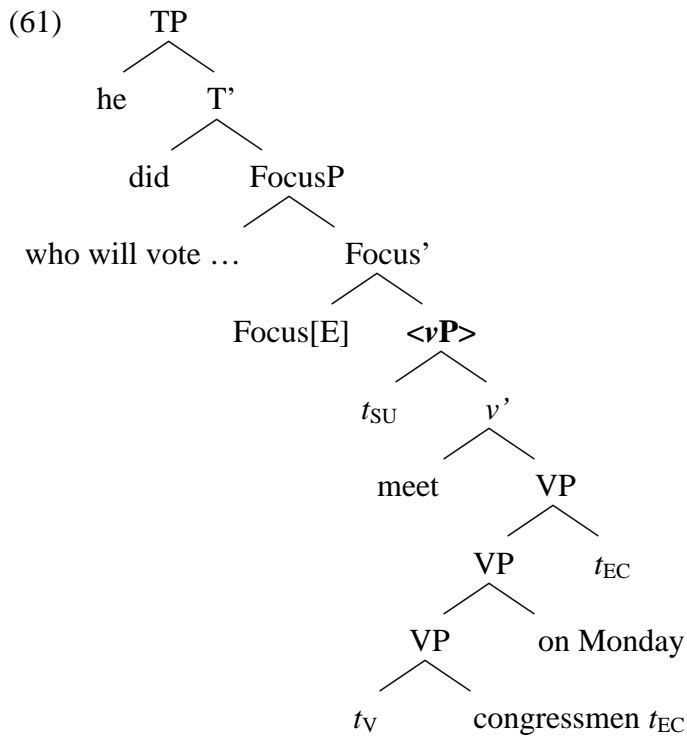 (61) TP
he T’
did FocusP
who will vote … Focus’
Focus[E] <vP>
tSU v’
meet VP
VP tEC
VP on Monday
tV congressmen tEC